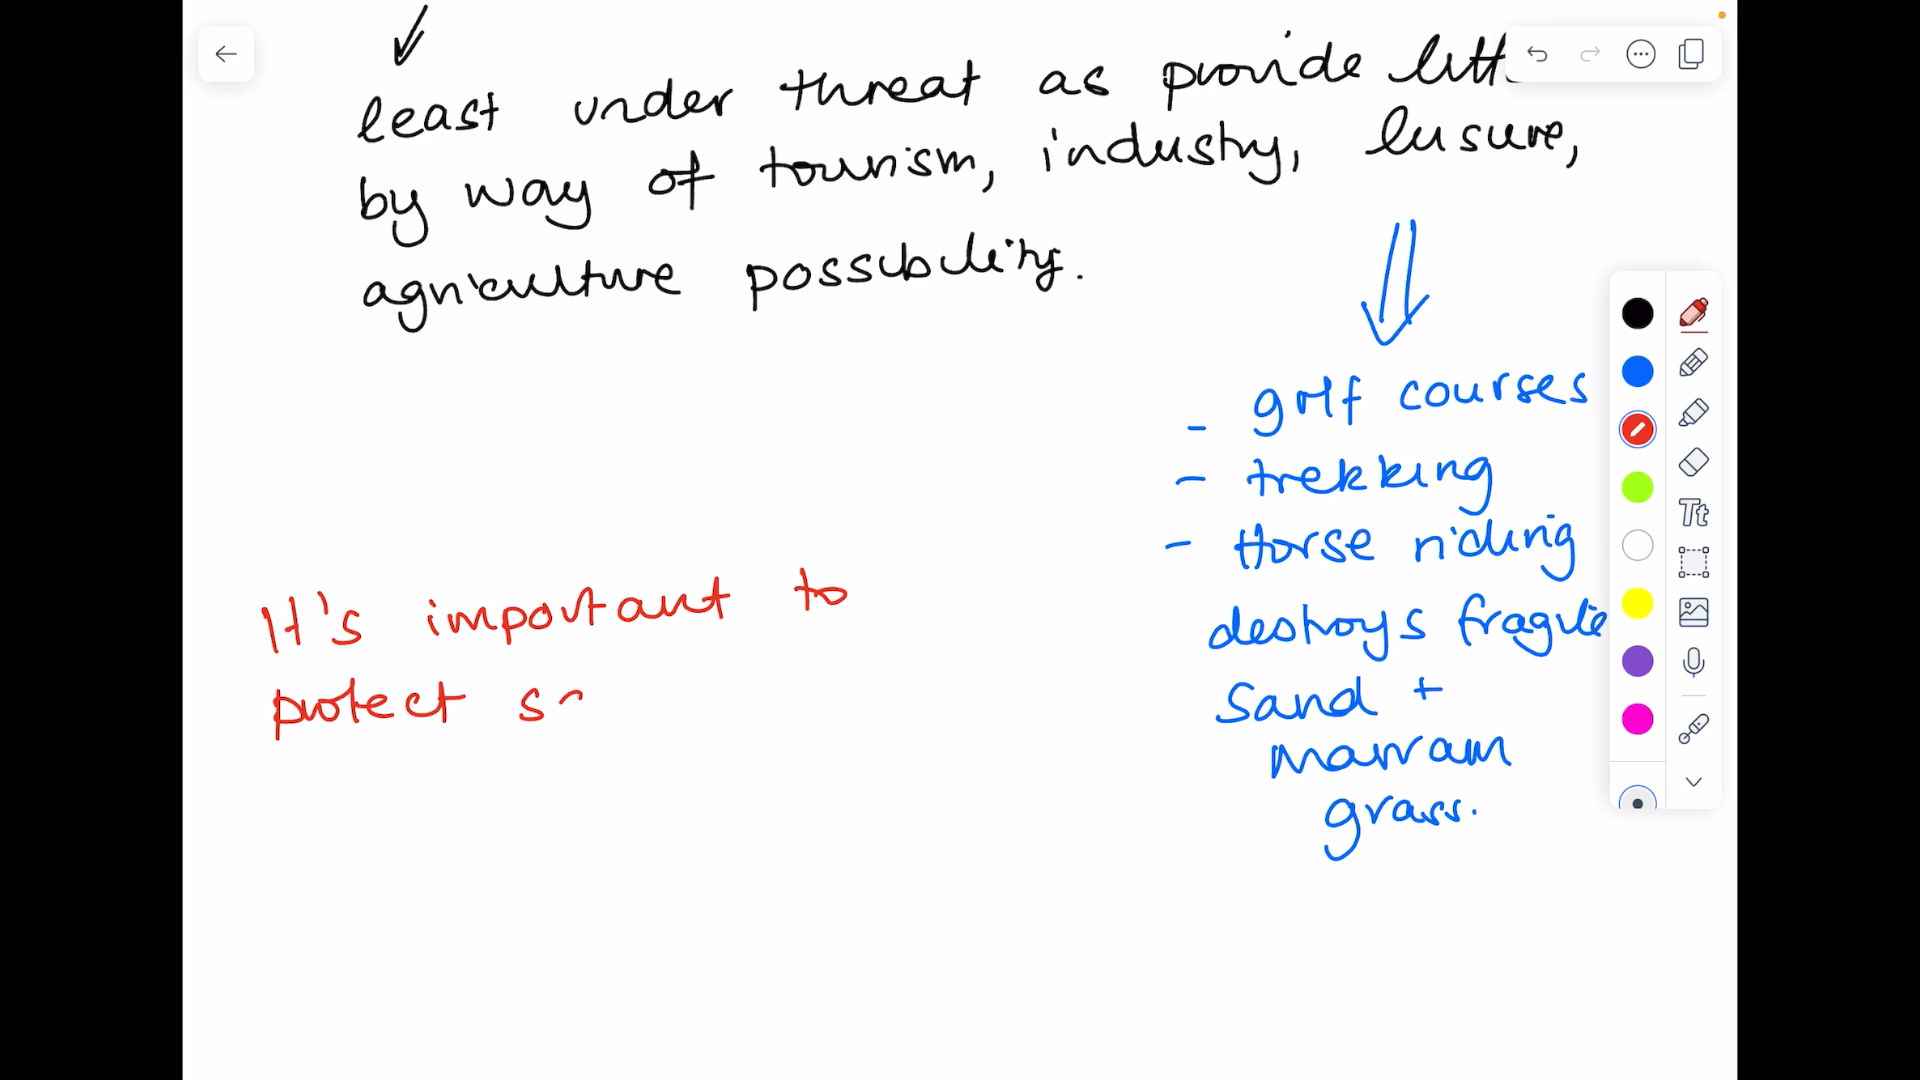 least under threat as provide litt
by way of tourism, industry, leisure,
agriculture possibility.
- golf courses
- trekking
- Horse riding
destroys fragile
sand +
marram
grass.
It's important to
protect s
Tt